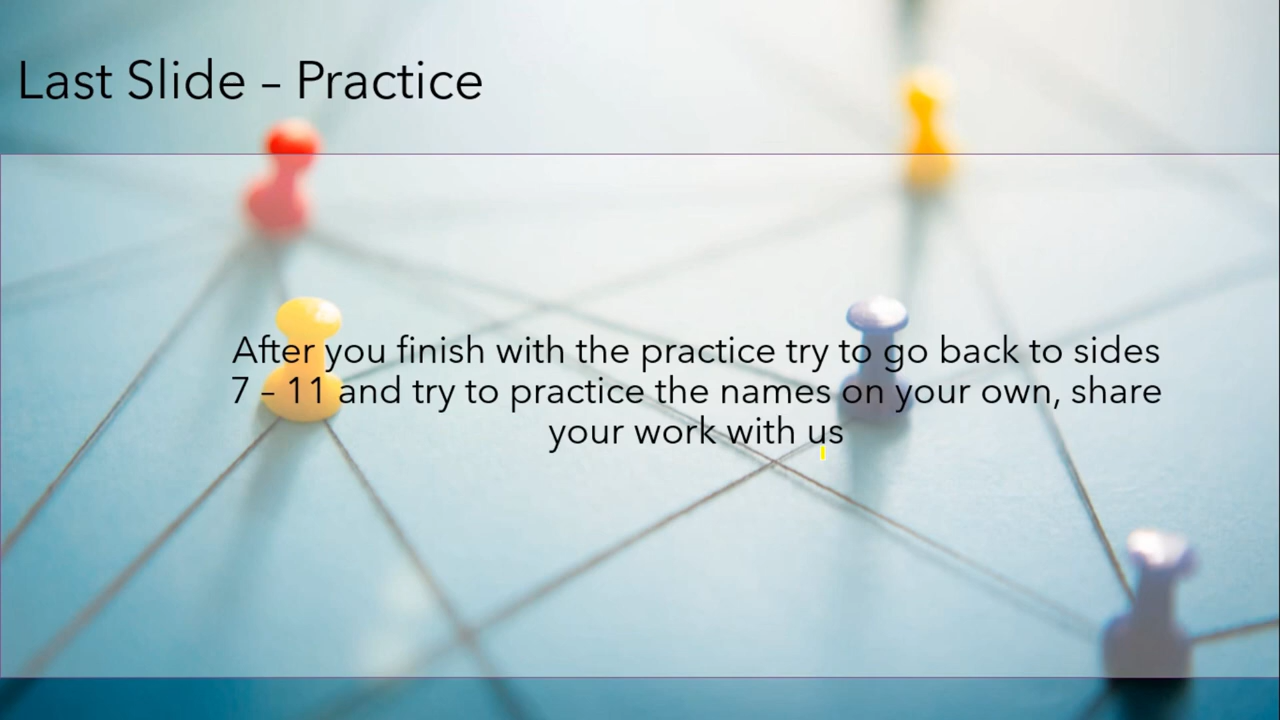 Last Slide – Practice
After you finish with the practice try to go back to sides
7 – 11 and try to practice the names on your own, share
your work with us